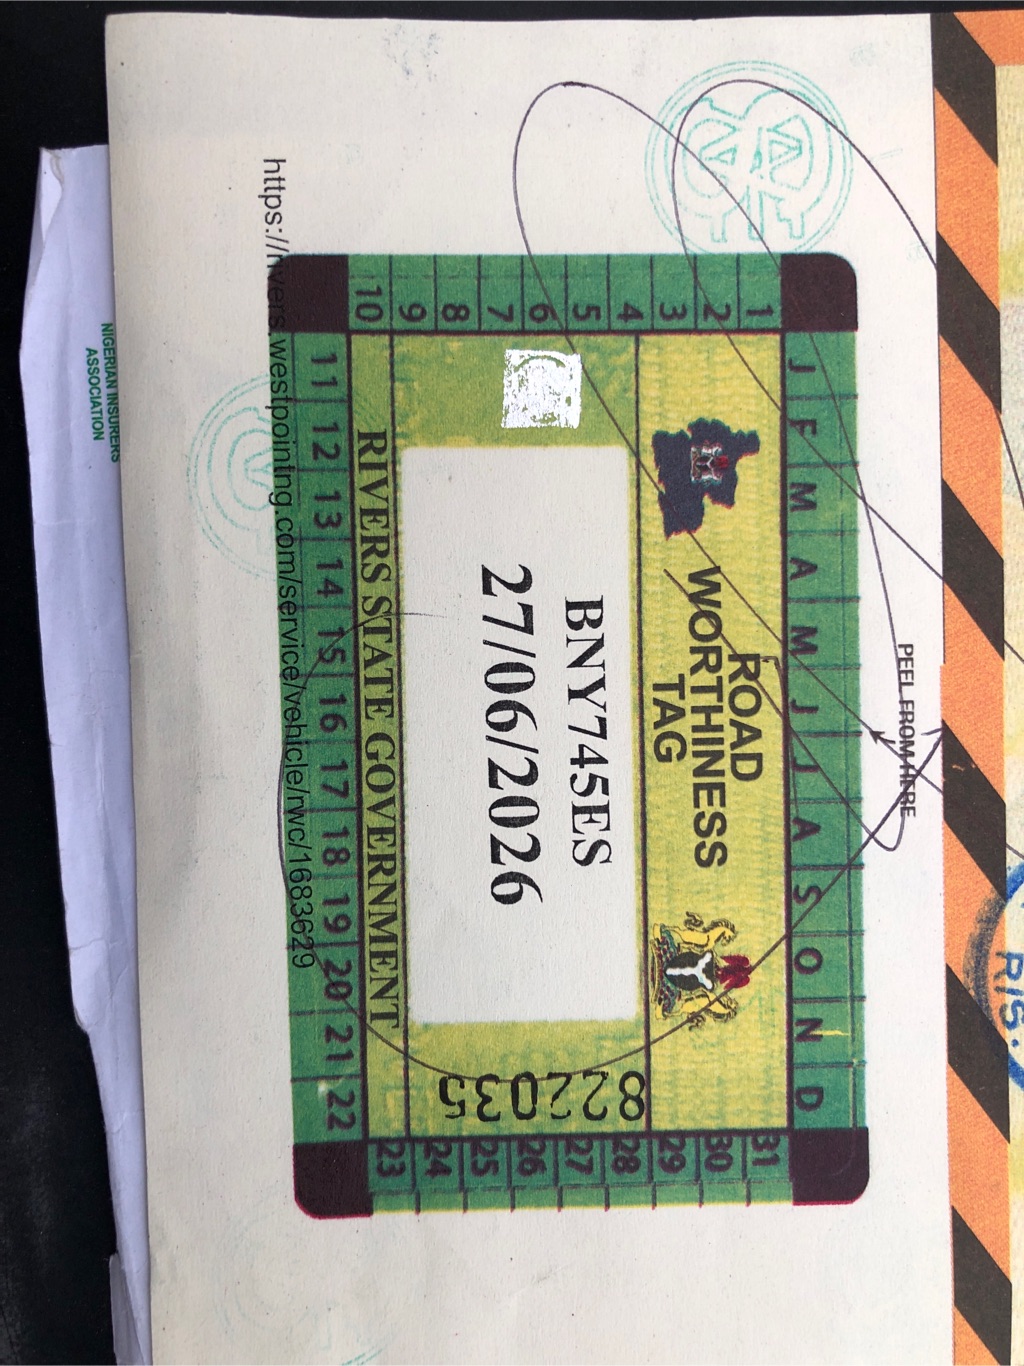 PEEL FROM HERE
J F M A M J J A S O N D
1 2 3 4 5 6 7 8 9 10
ROAD
WORTHINESS
TAG
BNY745ES
27/06/2026
822035
31 30 29 28 27 26 25 24 23
RIVERS STATE GOVERNMENT
11 12 13 14 15 16 17 18 19 20 21 22
https://rivers.westpointng.com/service/vehicle/rwc/1683629
NIGERIAN INSURERS
ASSOCIATION